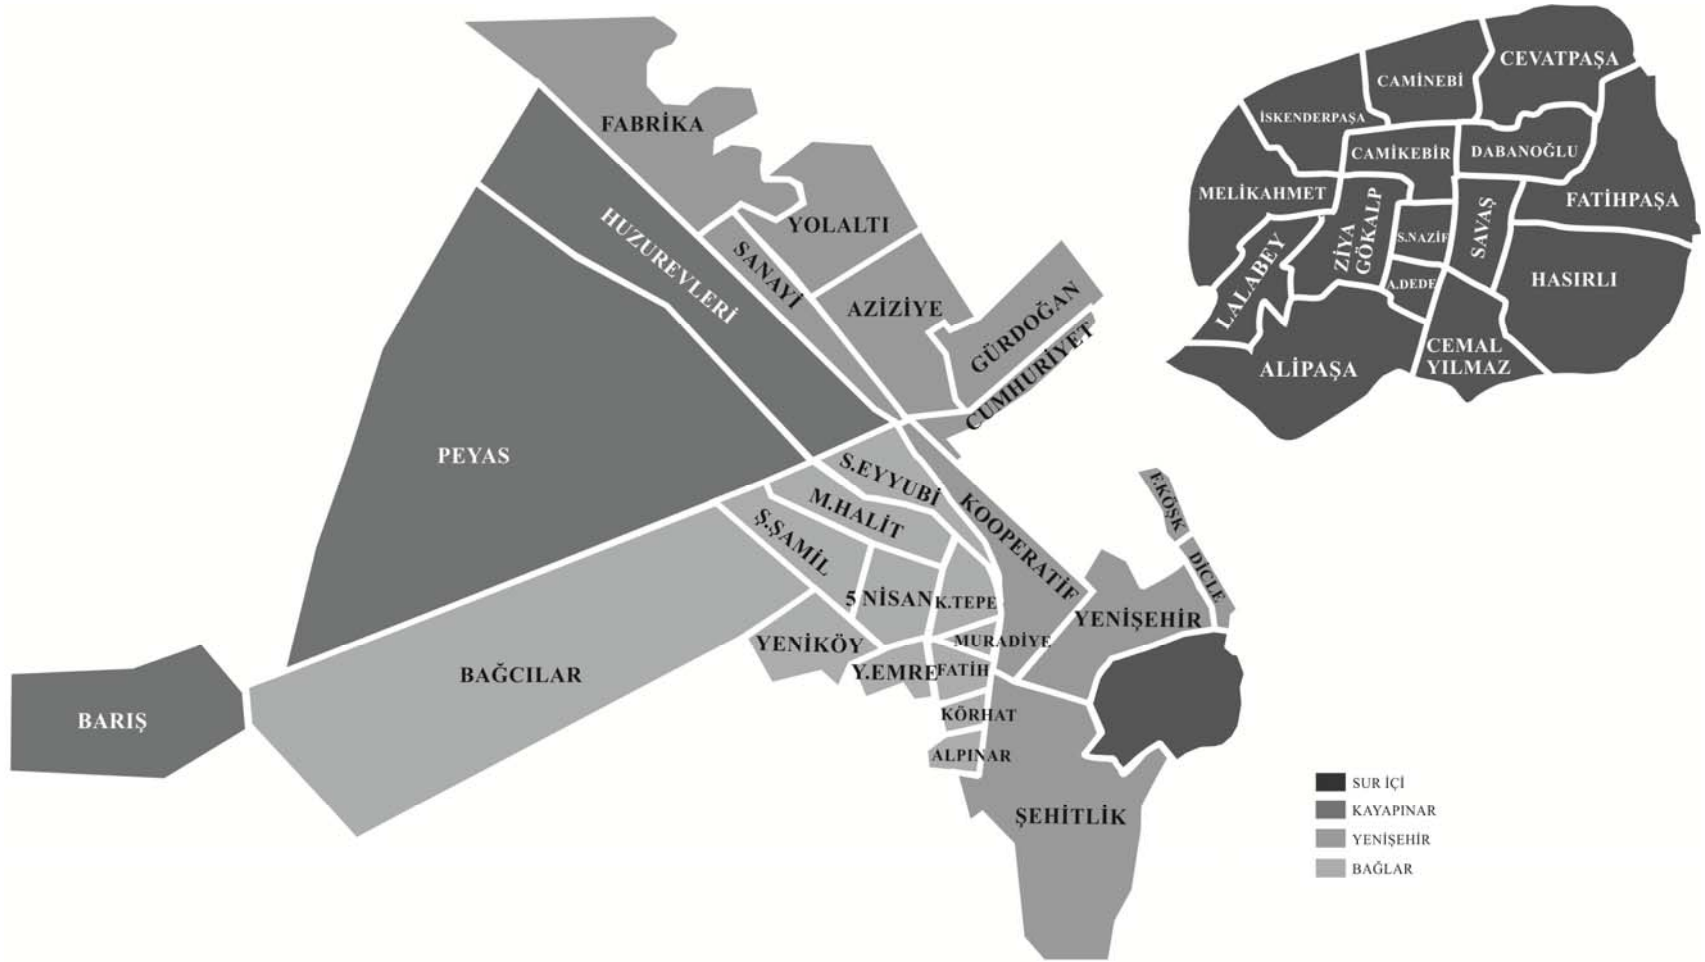 FABRİKA
YOLALTI
HUZUREVLERİ
SANAYİ
AZİZİYE
GÜRDOĞAN
CUMHURİYET
PEYAS
S.EYYUBİ
M.HALİT
KOOPERATİF
Ş.ŞAMİL
5 NİSAN
K.TEPE
F.KÖŞK
DİCLE
YENİŞEHİR
MURADİYE
YENİKÖY
Y.EMRE
FATİH
BAĞCILAR
BARIŞ
KÖRHAT
ALPINAR
ŞEHİTLİK
CEVATPAŞA
CAMİNEBİ
İSKENDERPAŞA
CAMİKEBİR
DABANOĞLU
MELİKAHMET
FATİHPAŞA
ZİYA
GÖKALP
S.NAZİF
SAVAŞ
LALABEY
A.DEDE
HASIRLI
ALİPAŞA
CEMAL
YILMAZ
SUR İÇİ
KAYAPINAR
YENİŞEHİR
BAĞLAR